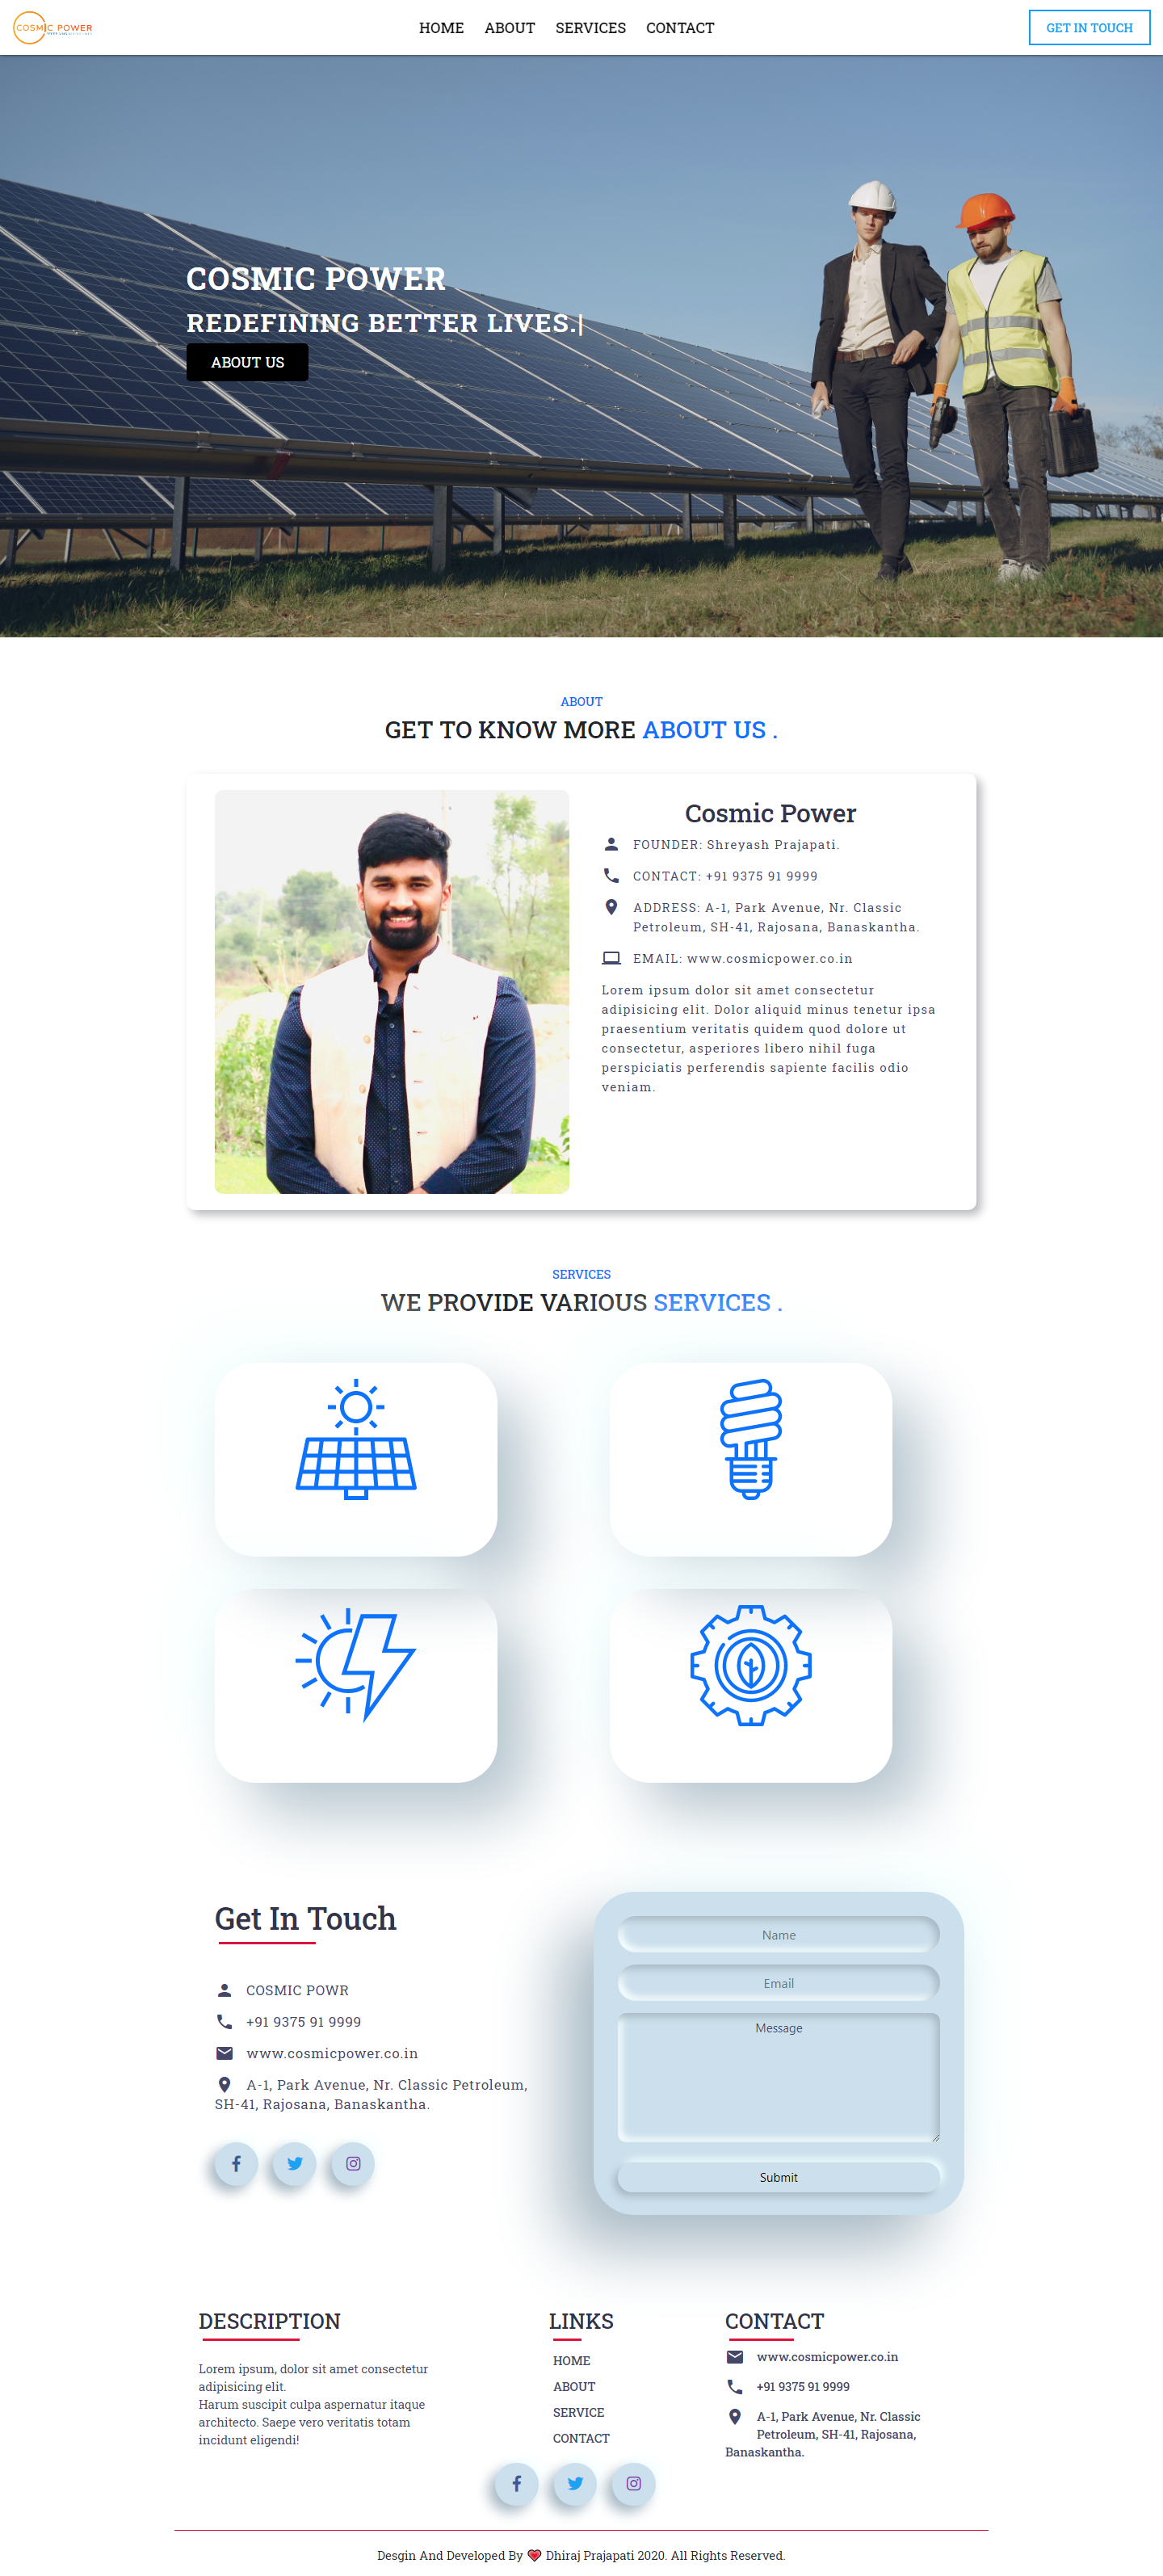 COSMIC POWER
HOME ABOUT SERVICES CONTACT
GET IN TOUCH
COSMIC POWER
REDEFINING BETTER LIVES.|
ABOUT US
ABOUT
GET TO KNOW MORE ABOUT US .
Cosmic Power
FOUNDER: Shreyash Prajapati.
CONTACT: +91 9375 91 9999
ADDRESS: A-1, Park Avenue, Nr. Classic
Petroleum, SH-41, Rajosana, Banaskantha.
EMAIL: www.cosmicpower.co.in
Lorem ipsum dolor sit amet consectetur
adipisicing elit. Dolor aliquid minus tenetur ipsa
praesentium veritatis quidem quod dolore ut
consectetur, asperiores libero nihil fuga
perspiciatis perferendis sapiente facilis odio
veniam.
SERVICES
WE PROVIDE VARIOUS SERVICES .
Get In Touch
COSMIC POWR
+91 9375 91 9999
www.cosmicpower.co.in
A-1, Park Avenue, Nr. Classic Petroleum,
SH-41, Rajosana, Banaskantha.
Name
Email
Message
Submit
DESCRIPTION
Lorem ipsum, dolor sit amet consectetur
adipisicing elit.
Harum suscipit culpa aspernatur itaque
architecto. Saepe vero veritatis totam
incidunt eligendi!
LINKS
HOME
ABOUT
SERVICE
CONTACT
CONTACT
www.cosmicpower.co.in
+91 9375 91 9999
A-1, Park Avenue, Nr. Classic
Petroleum, SH-41, Rajosana,
Banaskantha.
Desgin And Developed By Dhiraj Prajapati 2020. All Rights Reserved.